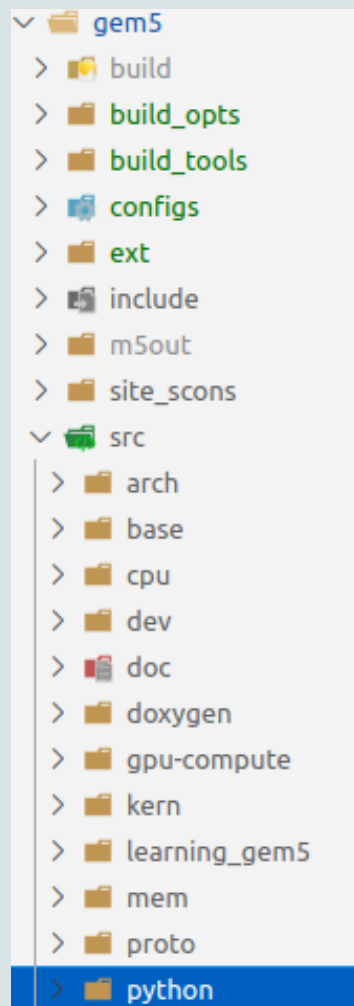 gem5
build
build_opts
build_tools
configs
ext
include
m5out
site_scons
src
arch
base
cpu
dev
doc
doxygen
gpu-compute
kern
learning_gem5
mem
proto
python